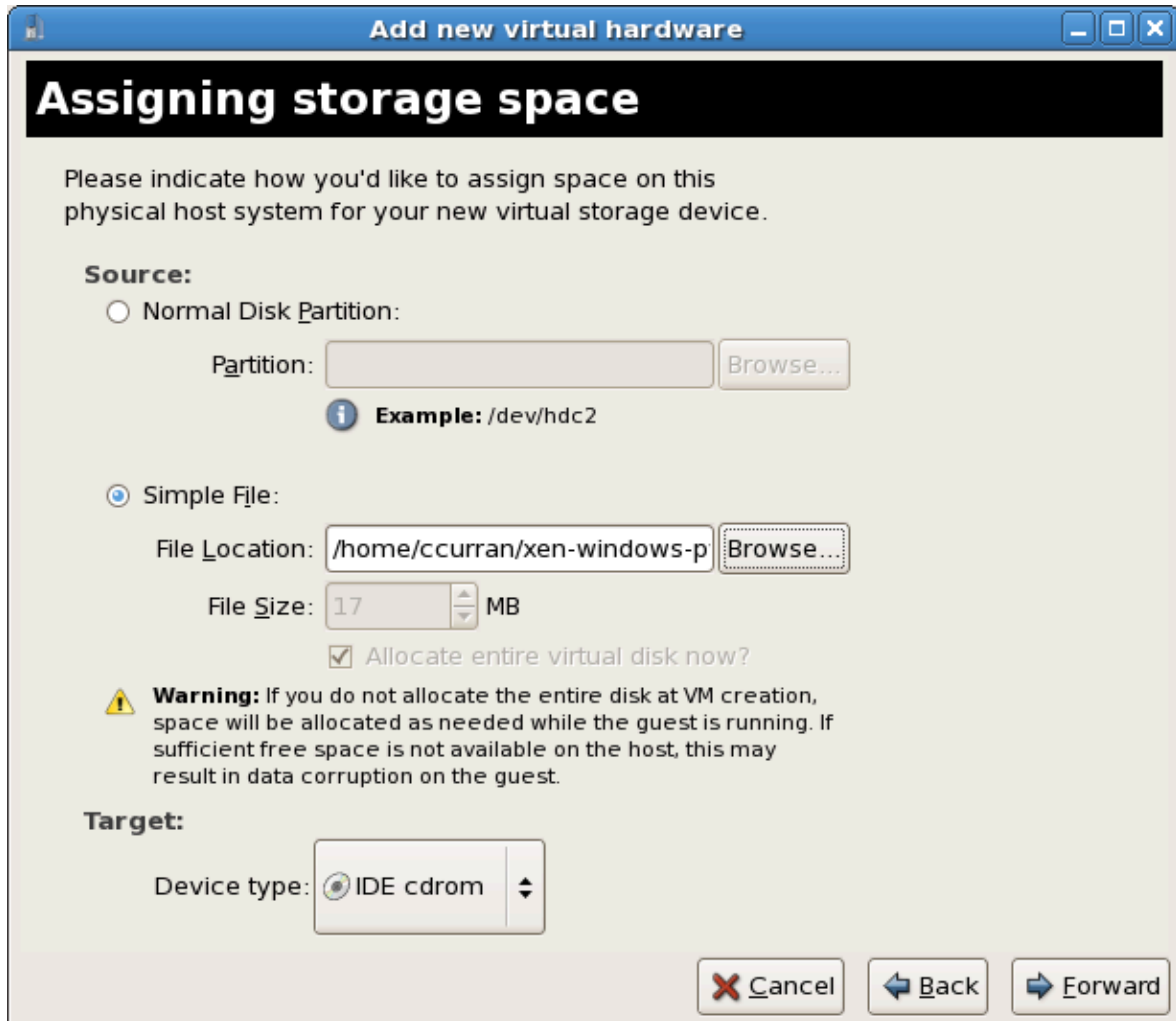 Add new virtual hardware
Assigning storage space
Please indicate how you'd like to assign space on this
physical host system for your new virtual storage device.
Source:
Normal Disk Partition:
Partition: Browse...
Example: /dev/hdc2
Simple File:
File Location: /home/ccurran/xen-windows-p Browse...
File Size: 17 MB
Allocate entire virtual disk now?
Warning: If you do not allocate the entire disk at VM creation,
space will be allocated as needed while the guest is running. If
sufficient free space is not available on the host, this may
result in data corruption on the guest.
Target:
Device type: IDE cdrom
Cancel Back Forward